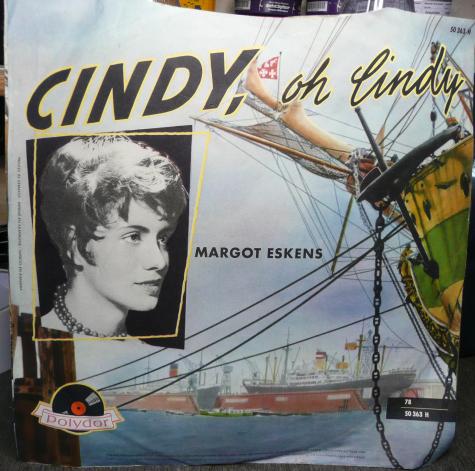 50 363 H
CINDY, oh Cindy
MARGOT ESKENS
polydor
78
50 363 H